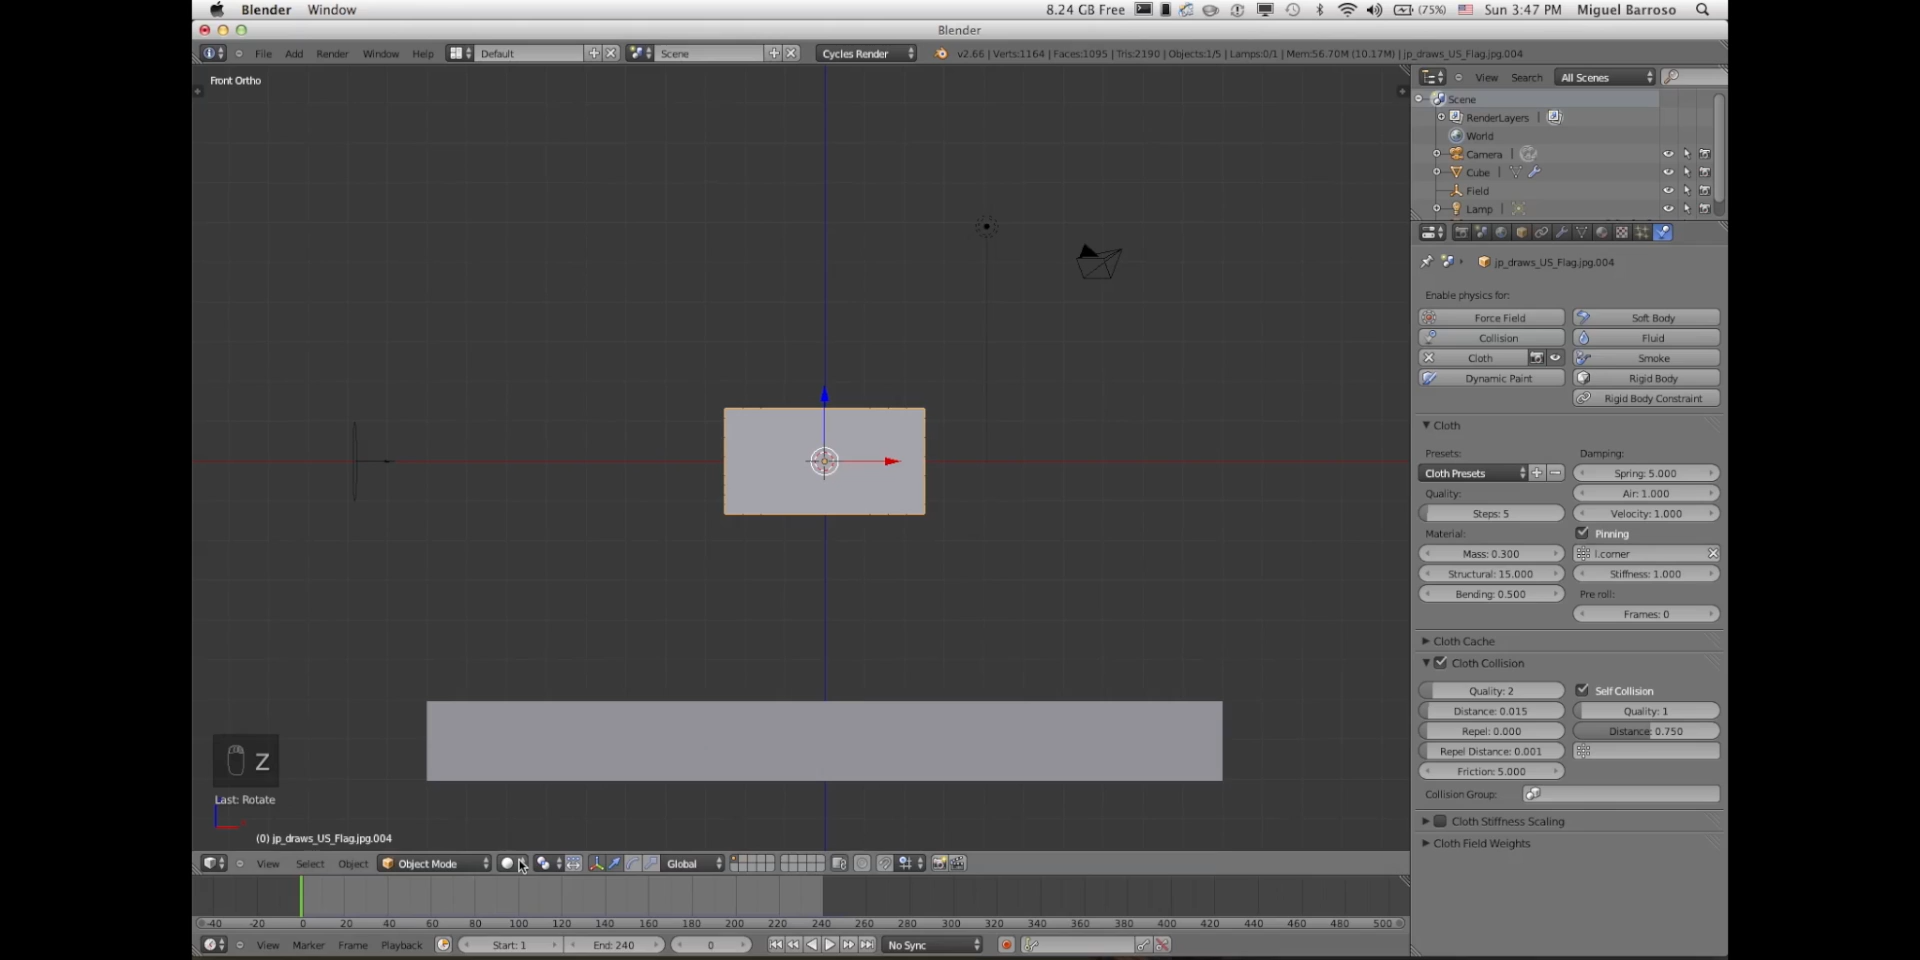 Blender Window 8.24 GB Free (75%) Sun 3:47 PM Miguel Barroso
Blender
File Add Render Window Help Default Scene Cycles Render v2.66 | Verts:1164 | Faces:1095 | Tris:2190 | Objects:1/5 | Lamps:0/1 | Mem:56.70M (10.17M) | jp_draws_US_Flag.jpg.004
Front Ortho
View Search All Scenes
Scene
RenderLayers |
World
Camera |
Cube |
Field
Lamp |
jp_draws_US_Flag.jpg.004
Enable physics for:
Force Field Soft Body
Collision Fluid
Cloth Smoke
Dynamic Paint Rigid Body
Rigid Body Constraint
Cloth
Presets: Damping:
Cloth Presets Spring: 5.000
Quality: Air: 1.000
Steps: 5 Velocity: 1.000
Material: Pinning
Mass: 0.300 l.corner
Structural: 15.000 Stiffness: 1.000
Bending: 0.500 Pre roll:
Frames: 0
Cloth Cache
Cloth Collision
Quality: 2 Self Collision
Distance: 0.015 Quality: 1
Repel: 0.000 Distance: 0.750
Repel Distance: 0.001
Friction: 5.000
Collision Group:
Cloth Stiffness Scaling
Cloth Field Weights
Z
Last: Rotate
(0) jp_draws_US_Flag.jpg.004
View Select Object Object Mode Global
-40 -20 0 20 40 60 80 100 120 140 160 180 200 220 240 260 280 300 320 340 360 380 400 420 440 460 480 500
View Marker Frame Playback Start: 1 End: 240 0 No Sync